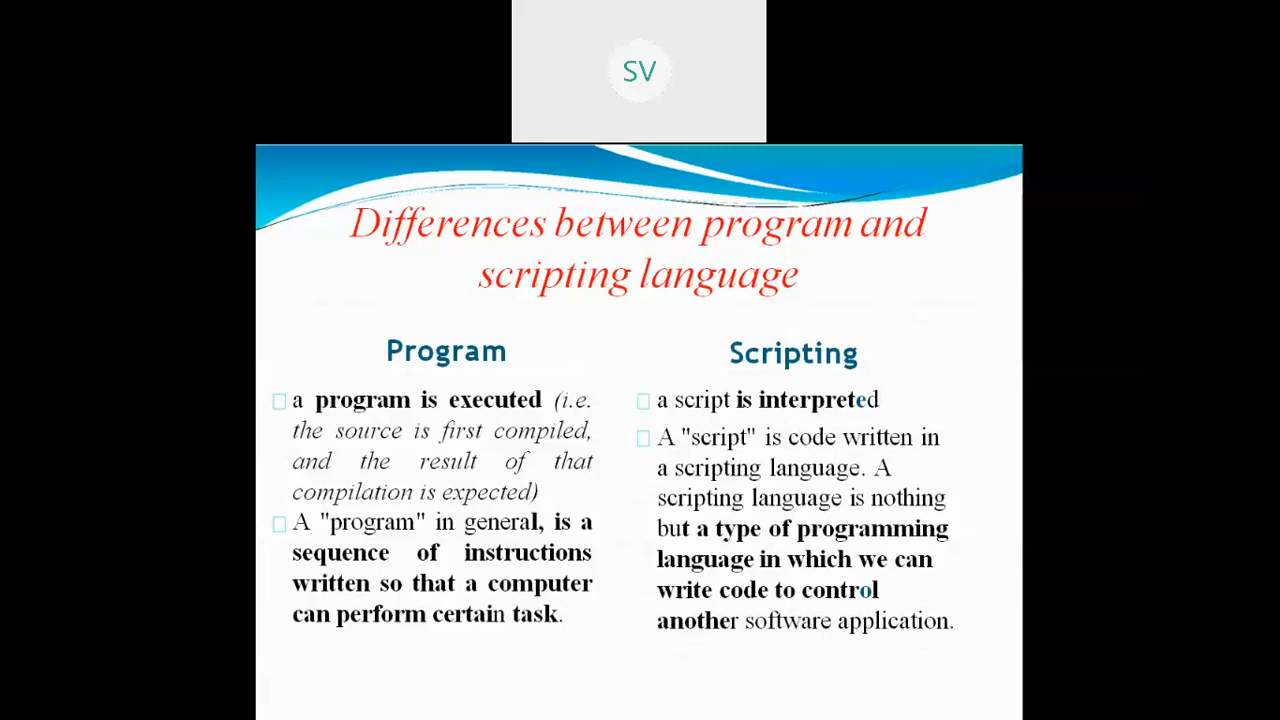 SV
Differences between program and
scripting language
Program
a program is executed (i.e.
the source is first compiled,
and the result of that
compilation is expected)
A "program" in general, is a
sequence of instructions
written so that a computer
can perform certain task.
Scripting
a script is interpreted
A "script" is code written in
a scripting language. A
scripting language is nothing
but a type of programming
language in which we can
write code to control
another software application.